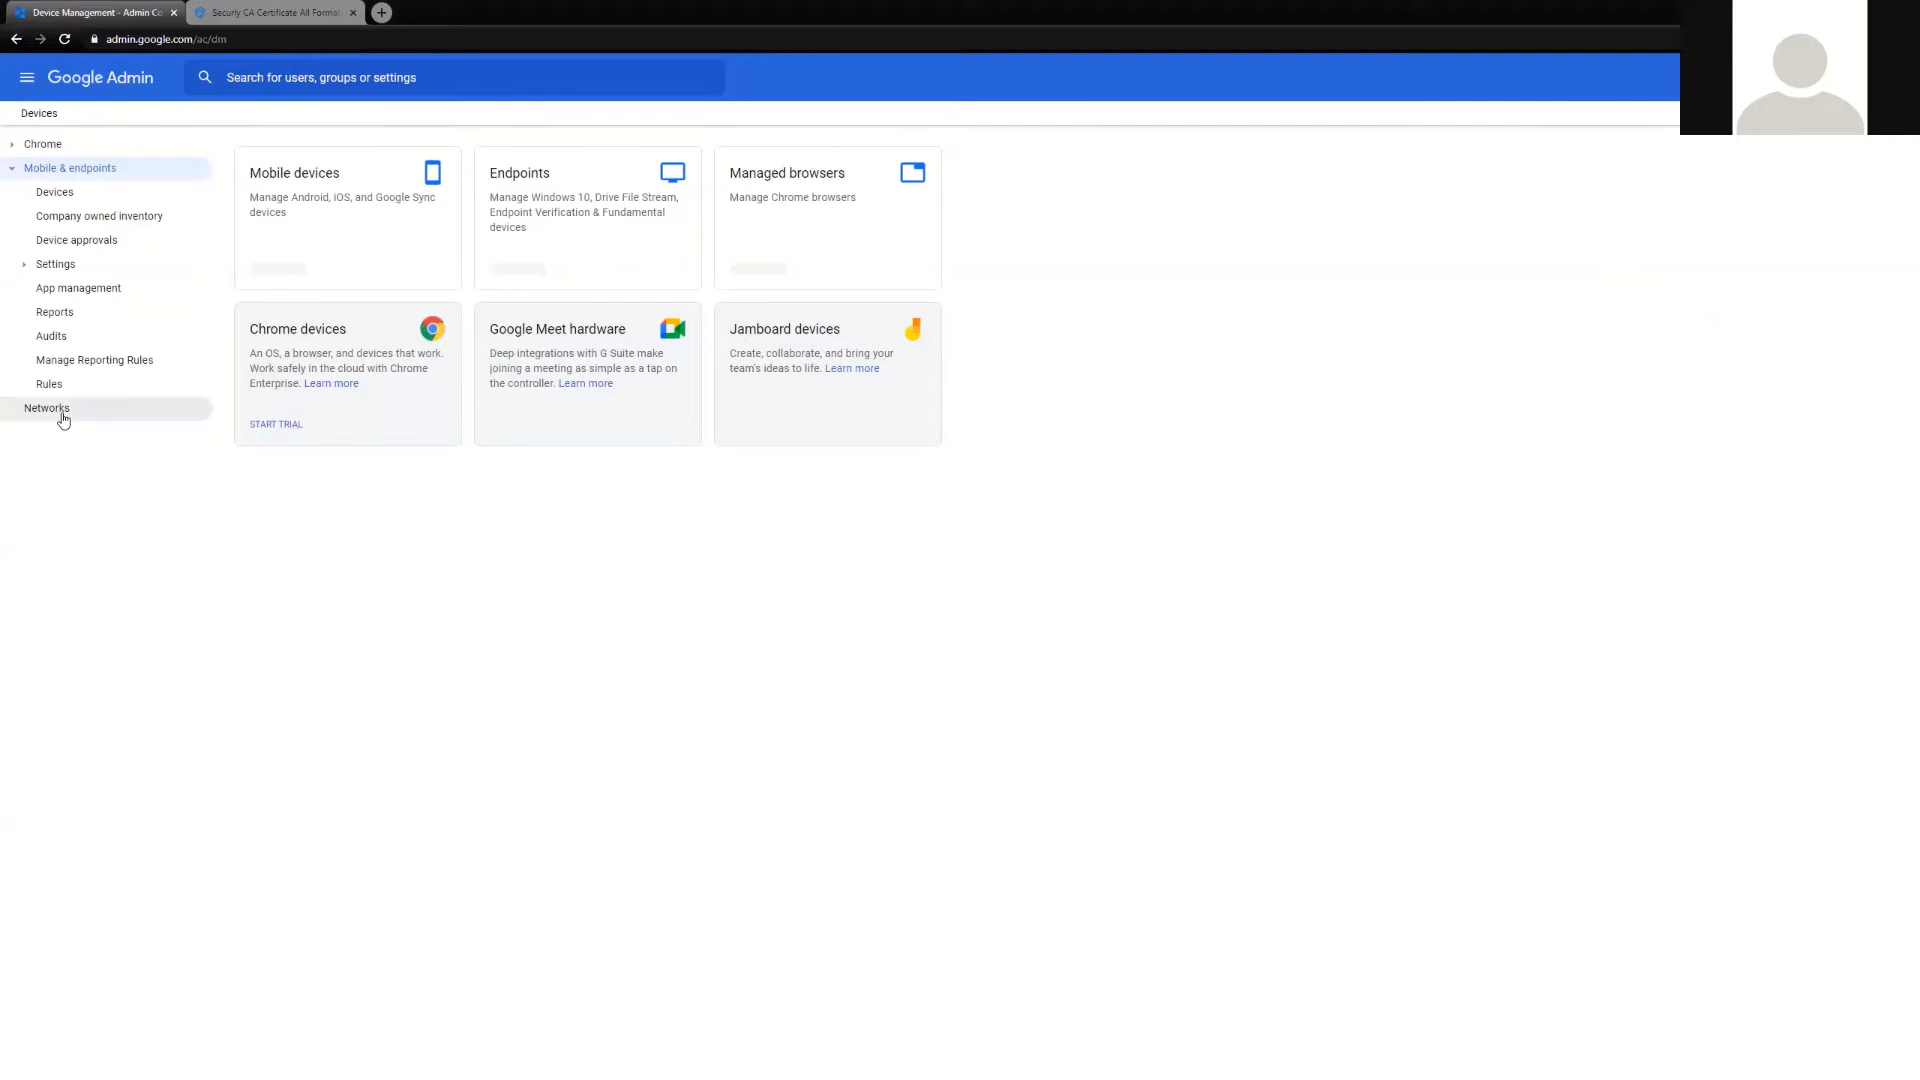 Device Management - Admin Co
Securly CA Certificate All Format
admin.google.com/ac/dm
Google Admin
Search for users, groups or settings
Devices
Chrome
Mobile & endpoints
Devices
Company owned inventory
Device approvals
Settings
App management
Reports
Audits
Manage Reporting Rules
Rules
Networks
Mobile devices
Manage Android, iOS, and Google Sync
devices
Endpoints
Manage Windows 10, Drive File Stream,
Endpoint Verification & Fundamental
devices
Managed browsers
Manage Chrome browsers
Chrome devices
An OS, a browser, and devices that work.
Work safely in the cloud with Chrome
Enterprise. Learn more
START TRIAL
Google Meet hardware
Deep integrations with G Suite make
joining a meeting as simple as a tap on
the controller. Learn more
Jamboard devices
Create, collaborate, and bring your
team's ideas to life. Learn more